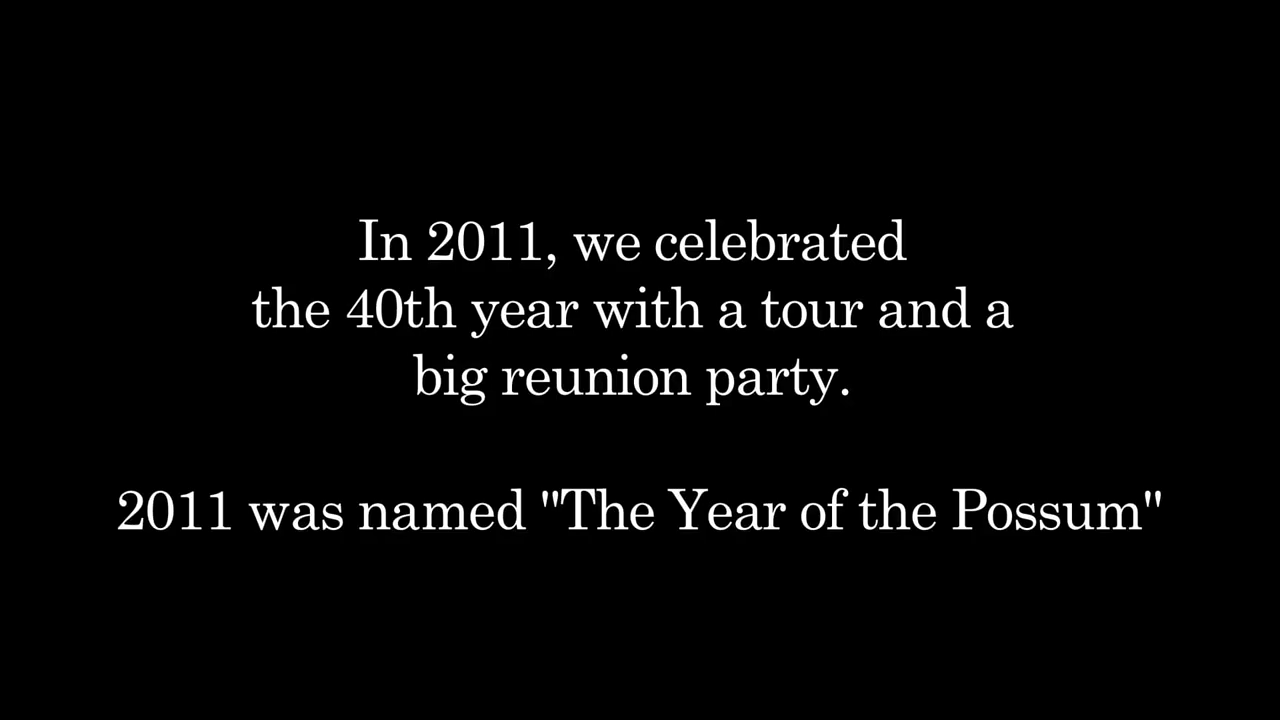 In 2011, we celebrated
the 40th year with a tour and a
big reunion party.
2011 was named "The Year of the Possum"